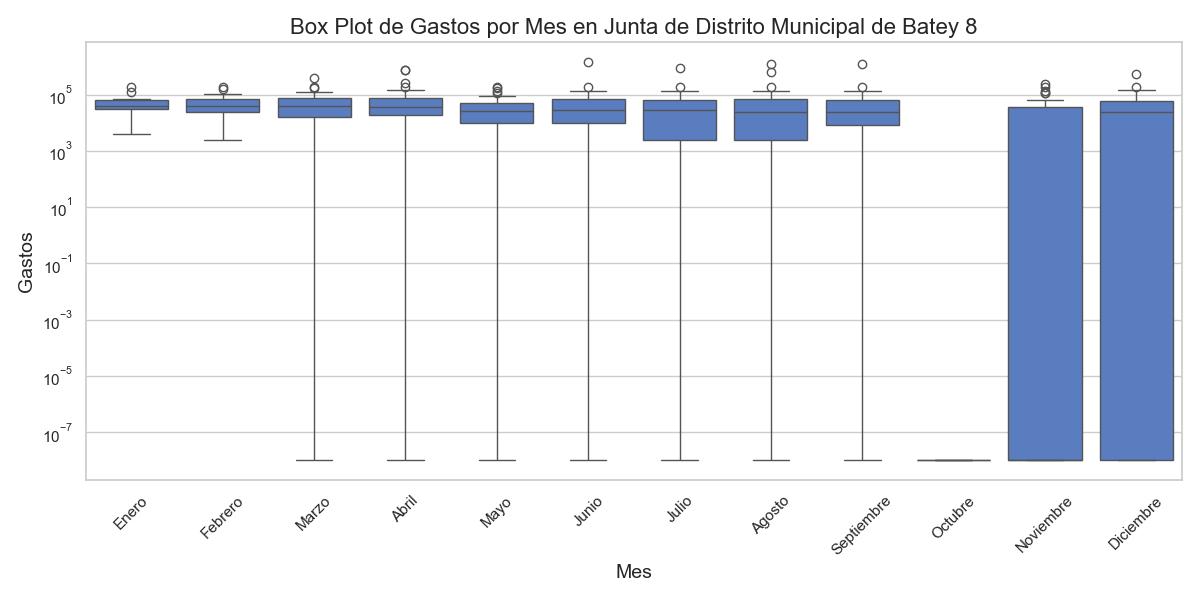 Box Plot de Gastos por Mes en Junta de Distrito Municipal de Batey 8
Gastos
10^5
10^3
10^1
10^−1
10^−3
10^−5
10^−7
Enero
Febrero
Marzo
Abril
Mayo
Junio
Julio
Agosto
Septiembre
Octubre
Noviembre
Diciembre
Mes